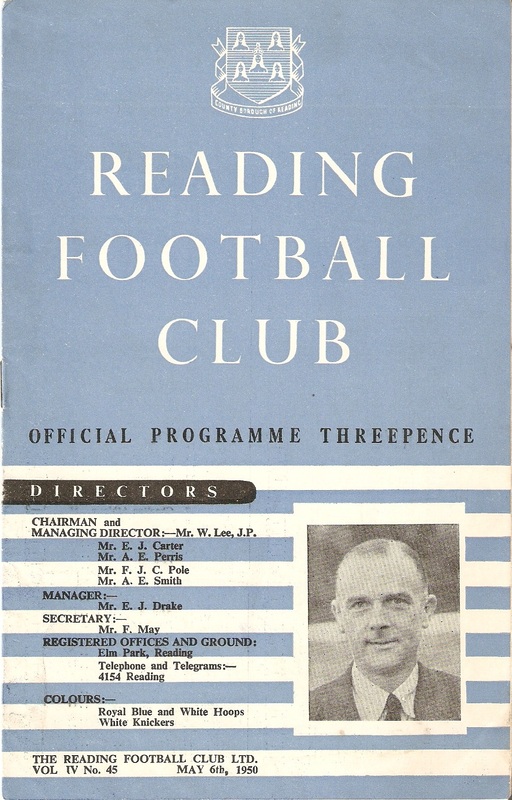 COUNTY BOROUGH OF READING
READING
FOOTBALL
CLUB
OFFICIAL PROGRAMME THREEPENCE
DIRECTORS
CHAIRMAN and
MANAGING DIRECTOR:—Mr. W. Lee, J.P.
Mr. E. J. Carter
Mr. A. E. Perris
Mr. F. J. C. Pole
Mr. A. E. Smith
MANAGER:—
Mr. E. J. Drake
SECRETARY:—
Mr. F. May
REGISTERED OFFICES AND GROUND:
Elm Park, Reading
Telephone and Telegrams:—
4154 Reading
COLOURS:—
Royal Blue and White Hoops
White Knickers
THE READING FOOTBALL CLUB LTD.
VOL IV No. 45 MAY 6th, 1950